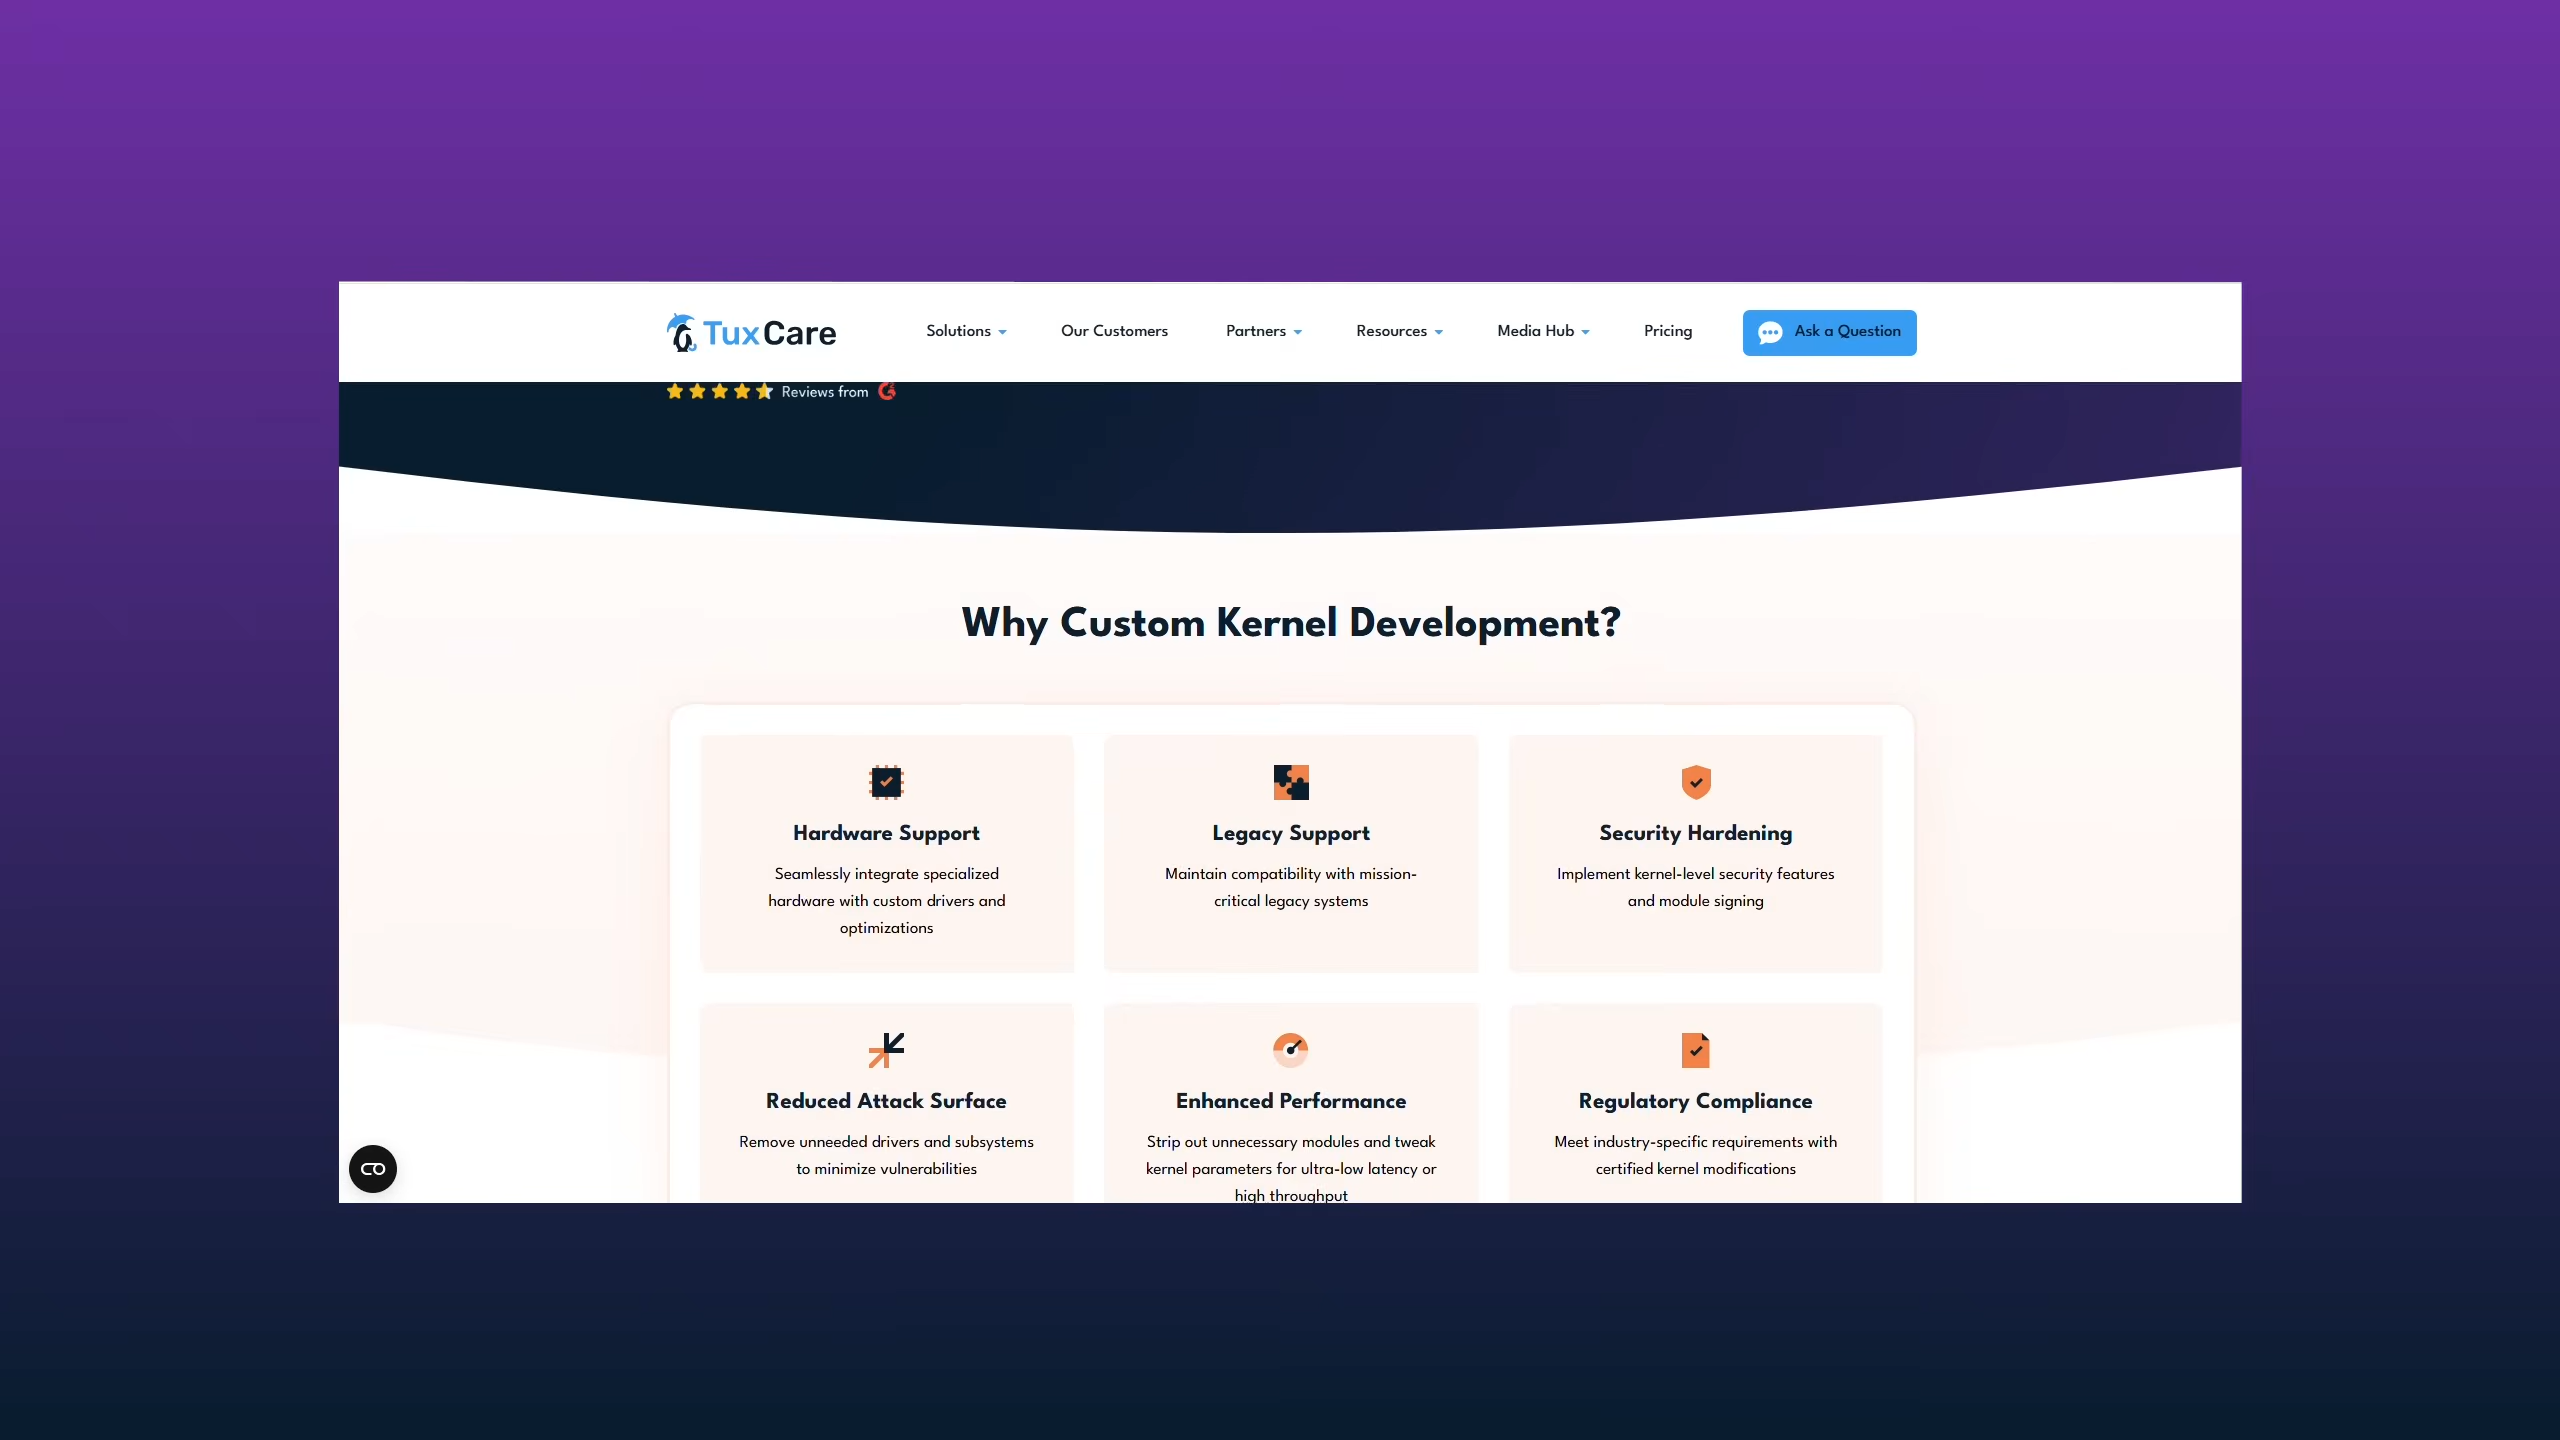 TuxCare
Solutions
Our Customers
Partners
Resources
Media Hub
Pricing
Ask a Question
Reviews from
Why Custom Kernel Development?
Hardware Support
Seamlessly integrate specialized
hardware with custom drivers and
optimizations
Legacy Support
Maintain compatibility with mission-
critical legacy systems
Security Hardening
Implement kernel-level security features
and module signing
Reduced Attack Surface
Remove unneeded drivers and subsystems
to minimize vulnerabilities
Enhanced Performance
Strip out unnecessary modules and tweak
kernel parameters for ultra-low latency or
high throughput
Regulatory Compliance
Meet industry-specific requirements with
certified kernel modifications